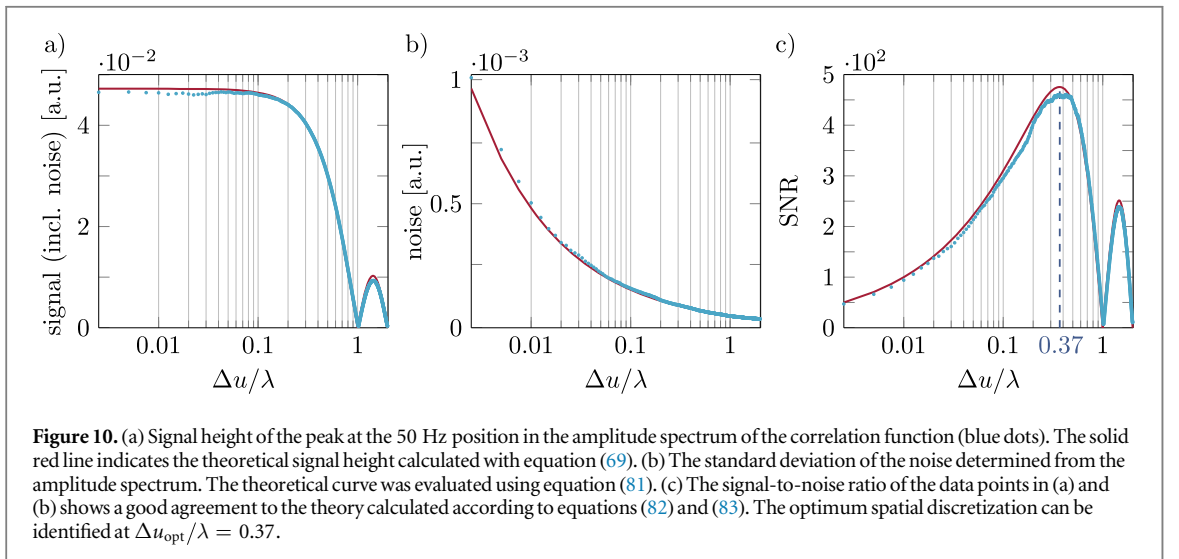 a)
·10⁻²
signal (incl. noise) [a.u.]
4
2
0
0.01 0.1 1
Δu/λ
b)
·10⁻³
noise [a.u.]
1
0.5
0
0.01 0.1 1
Δu/λ
c)
·10²
SNR
5
4
3
2
1
0
0.01 0.1 0.37 1
Δu/λ
Figure 10. (a) Signal height of the peak at the 50 Hz position in the amplitude spectrum of the correlation function (blue dots). The solid
red line indicates the theoretical signal height calculated with equation (69). (b) The standard deviation of the noise determined from the
amplitude spectrum. The theoretical curve was evaluated using equation (81). (c) The signal-to-noise ratio of the data points in (a) and
(b) shows a good agreement to the theory calculated according to equations (82) and (83). The optimum spatial discretization can be
identified at Δu_opt/λ = 0.37.